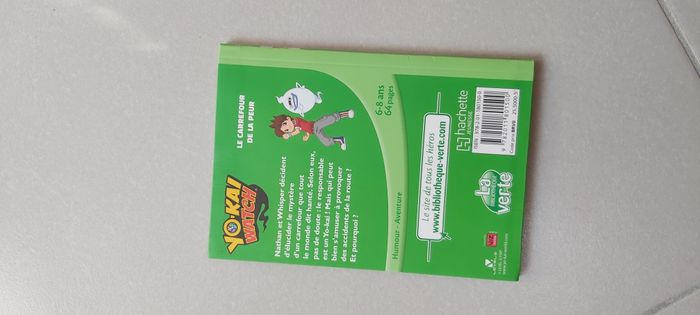 YO-KAI
WATCH
LE CARREFOUR
DE LA PEUR
Nathan et Whisper décident
d'élucider le mystère
d'un carrefour que tout
le monde dit hanté. Selon eux,
pas de doute : le responsable
est un Yo-kai ! Mais qui peut
bien s'amuser à provoquer
des accidents de la route ?
Et pourquoi ?
6-8 ans
64 pages
Humour - Aventure
Le site de tous les héros
www.bibliotheque-verte.com
hachette
JEUNESSE
La
BIBLIOTHÈQUE
verte